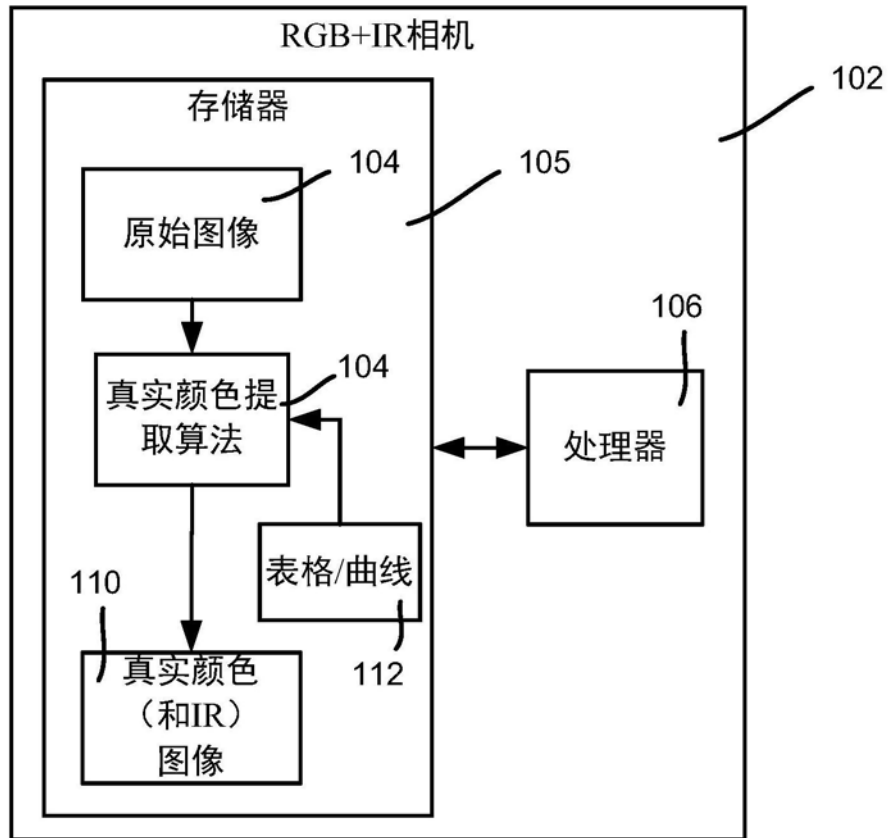 RGB+IR相机
102
存储器
104
105
原始图像
106
104
真实颜色提
取算法
处理器
表格/曲线
110
112
真实颜色
（和IR）
图像